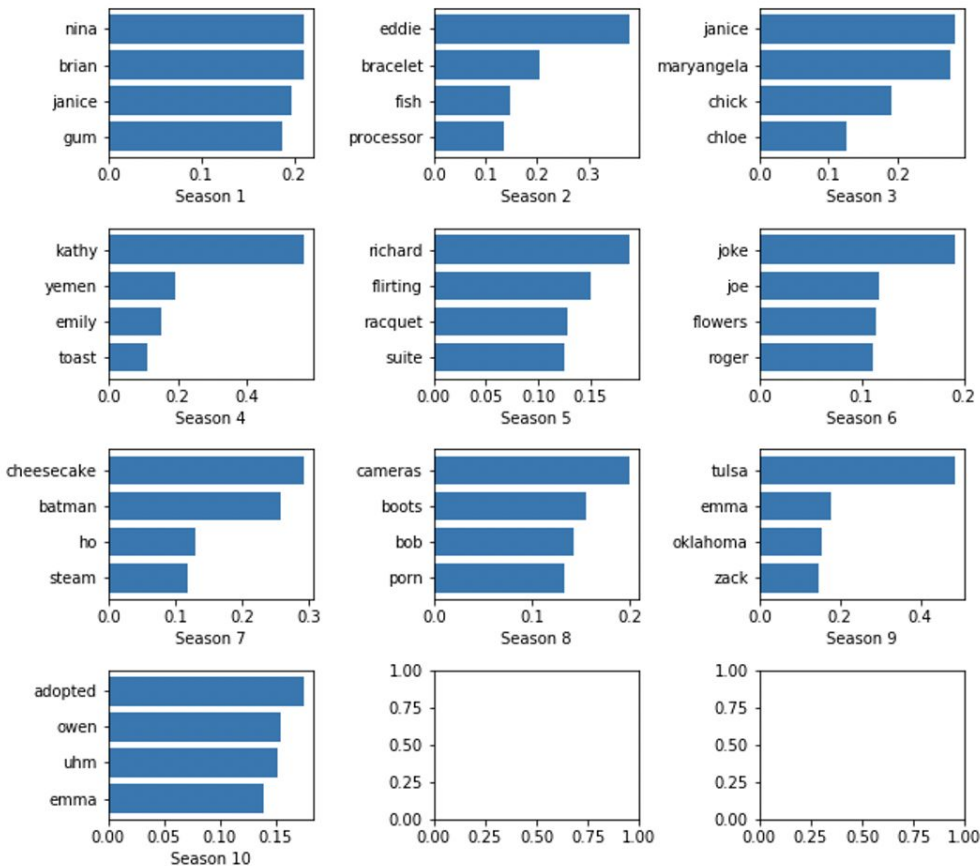 nina
brian
janice
gum
0.0 0.1 0.2
Season 1
eddie
bracelet
fish
processor
0.0 0.1 0.2 0.3
Season 2
janice
maryangela
chick
chloe
0.0 0.1 0.2
Season 3
kathy
yemen
emily
toast
0.0 0.2 0.4
Season 4
richard
flirting
racquet
suite
0.00 0.05 0.10 0.15
Season 5
joke
joe
flowers
roger
0.0 0.1 0.2
Season 6
cheesecake
batman
ho
steam
0.0 0.1 0.2 0.3
Season 7
cameras
boots
bob
porn
0.0 0.1 0.2
Season 8
tulsa
emma
oklahoma
zack
0.0 0.2 0.4
Season 9
adopted
owen
uhm
emma
0.00 0.05 0.10 0.15
Season 10
1.00
0.75
0.50
0.25
0.00
0.00 0.25 0.50 0.75 1.00
1.00
0.75
0.50
0.25
0.00
0.00 0.25 0.50 0.75 1.00